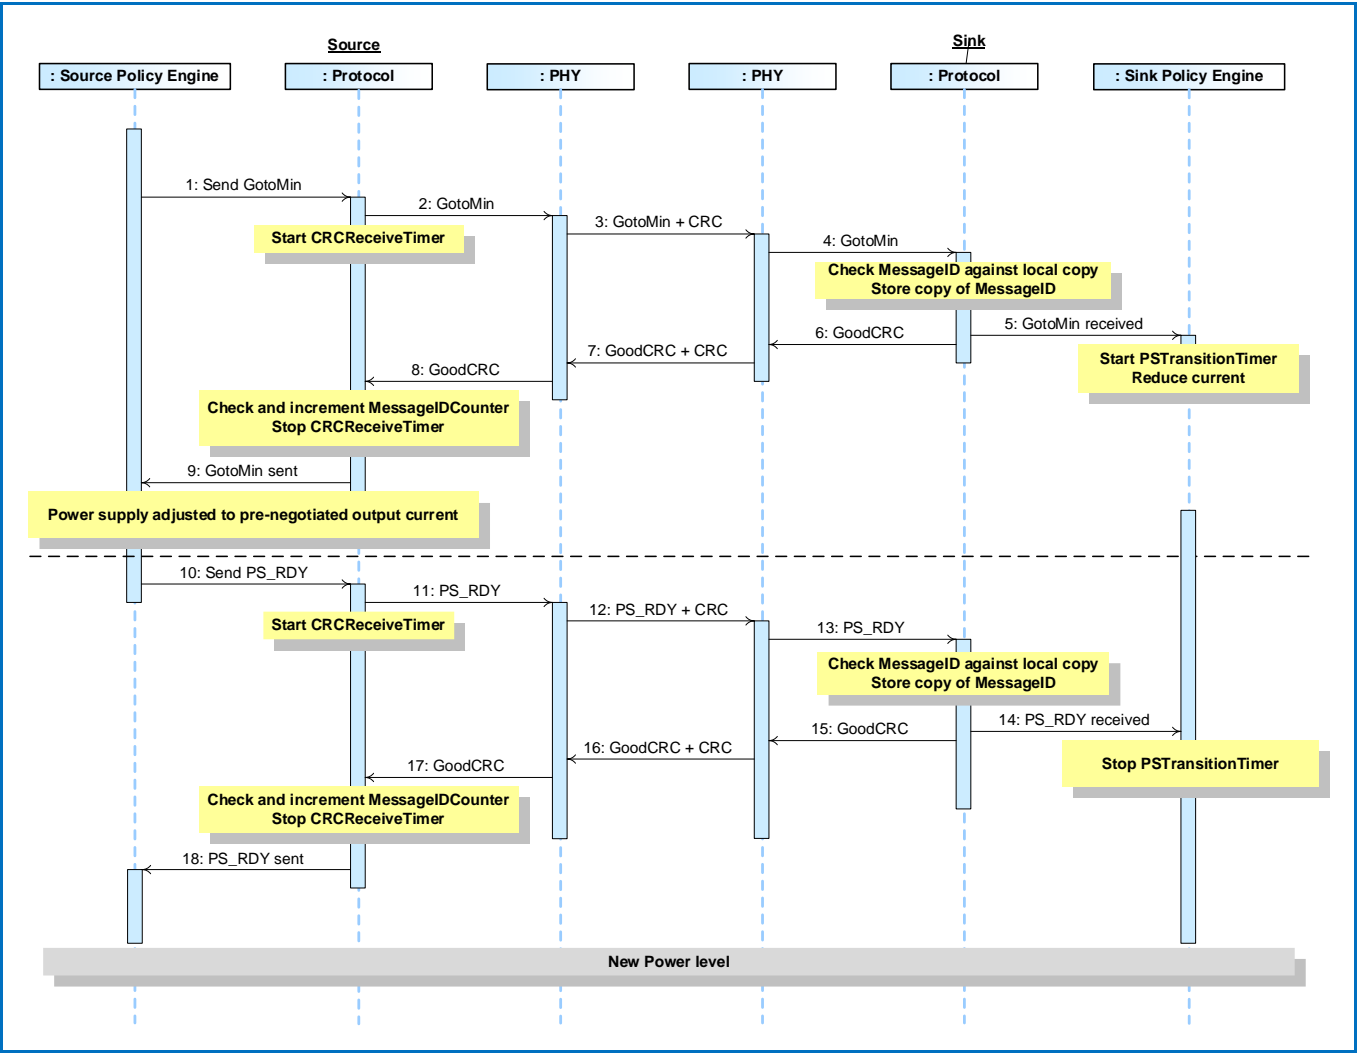 Source
Sink
: Source Policy Engine
: Protocol
: PHY
: PHY
: Protocol
: Sink Policy Engine
1: Send GotoMin
2: GotoMin
Start CRCReceiveTimer
3: GotoMin + CRC
4: GotoMin
Check MessageID against local copy
Store copy of MessageID
5: GotoMin received
6: GoodCRC
7: GoodCRC + CRC
Start PSTransitionTimer
Reduce current
8: GoodCRC
Check and increment MessageIDCounter
Stop CRCReceiveTimer
9: GotoMin sent
Power supply adjusted to pre-negotiated output current
10: Send PS_RDY
11: PS_RDY
Start CRCReceiveTimer
12: PS_RDY + CRC
13: PS_RDY
Check MessageID against local copy
Store copy of MessageID
14: PS_RDY received
15: GoodCRC
16: GoodCRC + CRC
Stop PSTransitionTimer
17: GoodCRC
Check and increment MessageIDCounter
Stop CRCReceiveTimer
18: PS_RDY sent
New Power level